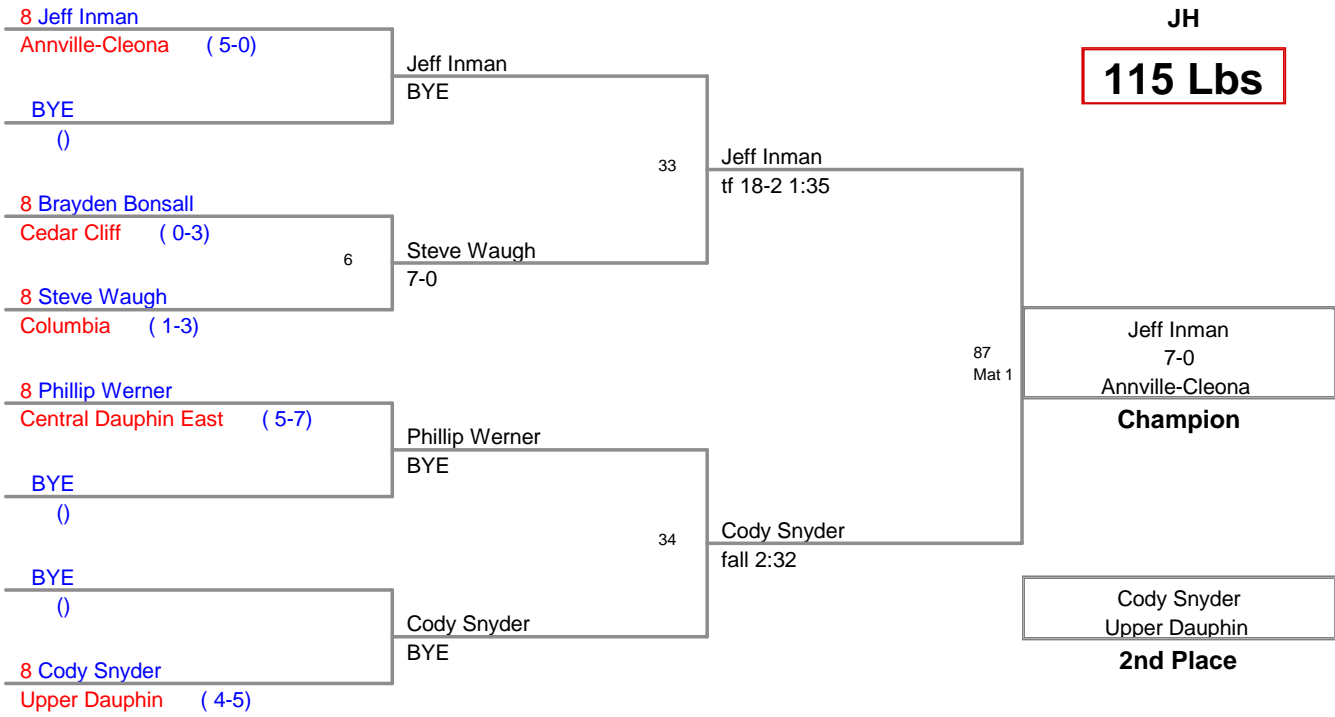 8 Jeff Inman
Annville-Cleona ( 5-0)
BYE
()
8 Brayden Bonsall
Cedar Cliff ( 0-3)
6
8 Steve Waugh
Columbia ( 1-3)
8 Phillip Werner
Central Dauphin East ( 5-7)
BYE
()
BYE
()
8 Cody Snyder
Upper Dauphin ( 4-5)
Jeff Inman
BYE
33
Steve Waugh
7-0
Phillip Werner
BYE
34
Cody Snyder
BYE
Jeff Inman
tf 18-2 1:35
87
Mat 1
Cody Snyder
fall 2:32
JH
115 Lbs
Jeff Inman
7-0
Annville-Cleona
Champion
Cody Snyder
Upper Dauphin
2nd Place